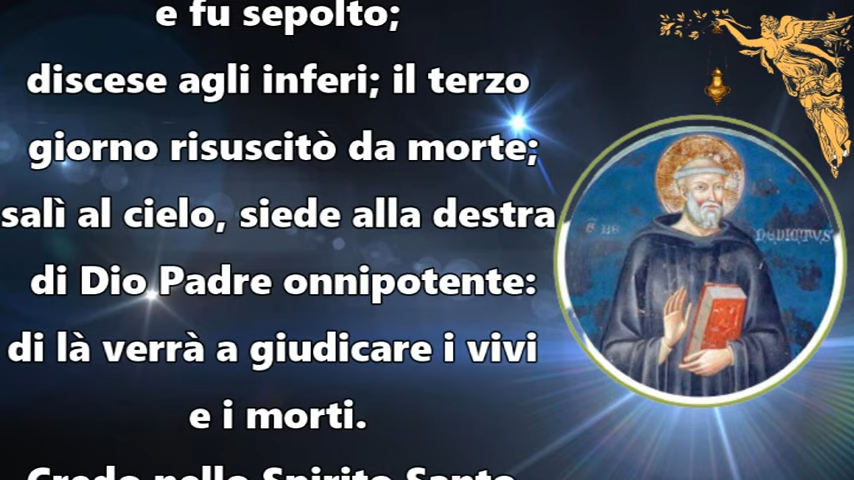 e fu sepolto;
discese agli inferi; il terzo
giorno risuscitò da morte;
salì al cielo, siede alla destra
di Dio Padre onnipotente:
di là verrà a giudicare i vivi
e i morti.
Credo nello Spirito Santo